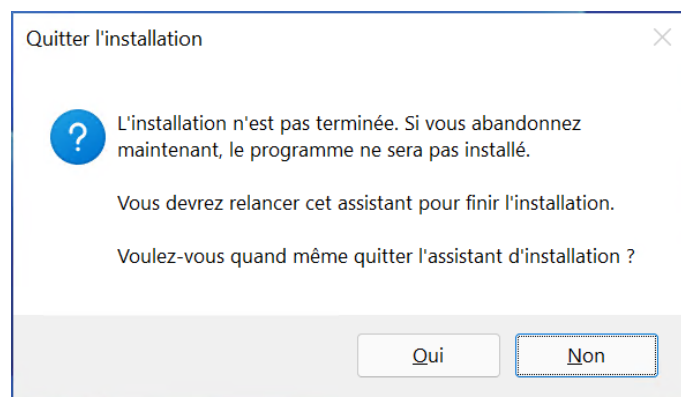 Quitter l'installation
L'installation n'est pas terminée. Si vous abandonnez
maintenant, le programme ne sera pas installé.
Vous devrez relancer cet assistant pour finir l'installation.
Voulez-vous quand même quitter l'assistant d'installation ?
Oui
Non